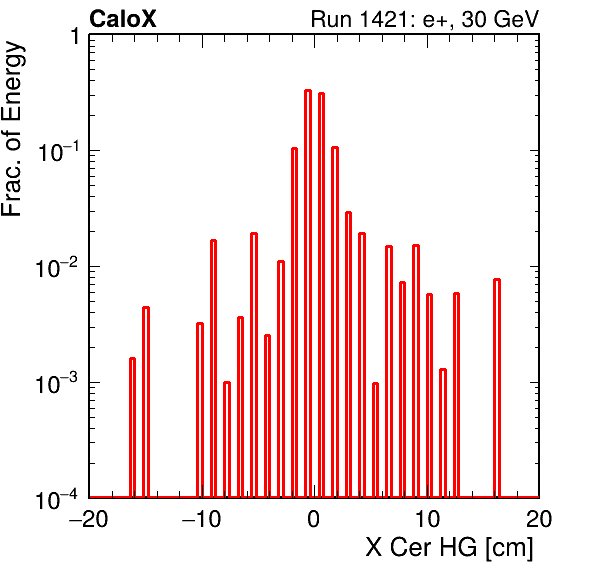 CaloX Run 1421: e+, 30 GeV
Frac. of Energy
1
10⁻¹
10⁻²
10⁻³
10⁻⁴
−20 −10 0 10 20
X Cer HG [cm]